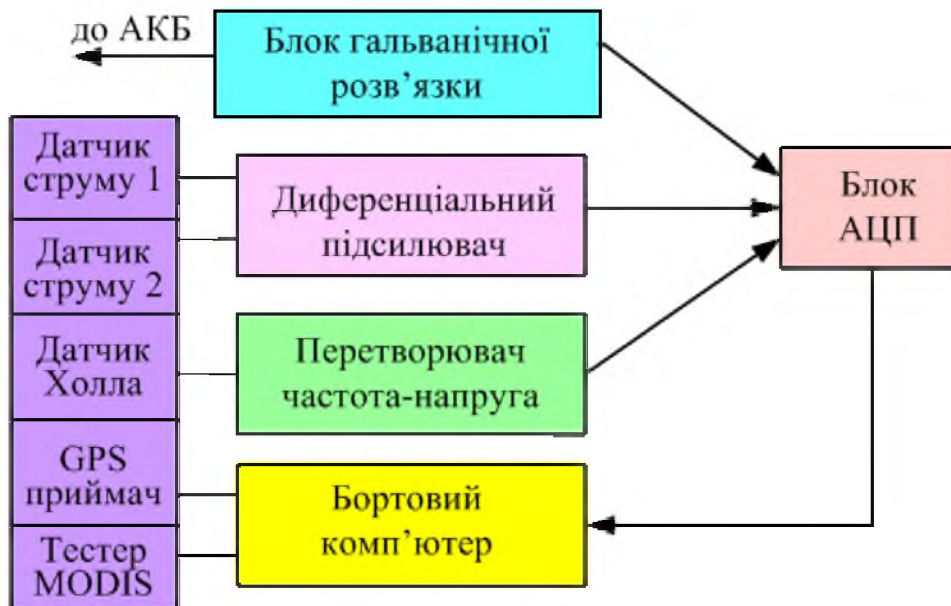 до АКБ
Блок гальванічної
розв’язки
Датчик
струму 1
Датчик
струму 2
Датчик
Холла
GPS
приймач
Тестер
MODIS
Диференціальний
підсилювач
Перетворювач
частота-напруга
Бортовий
комп’ютер
Блок
АЦП